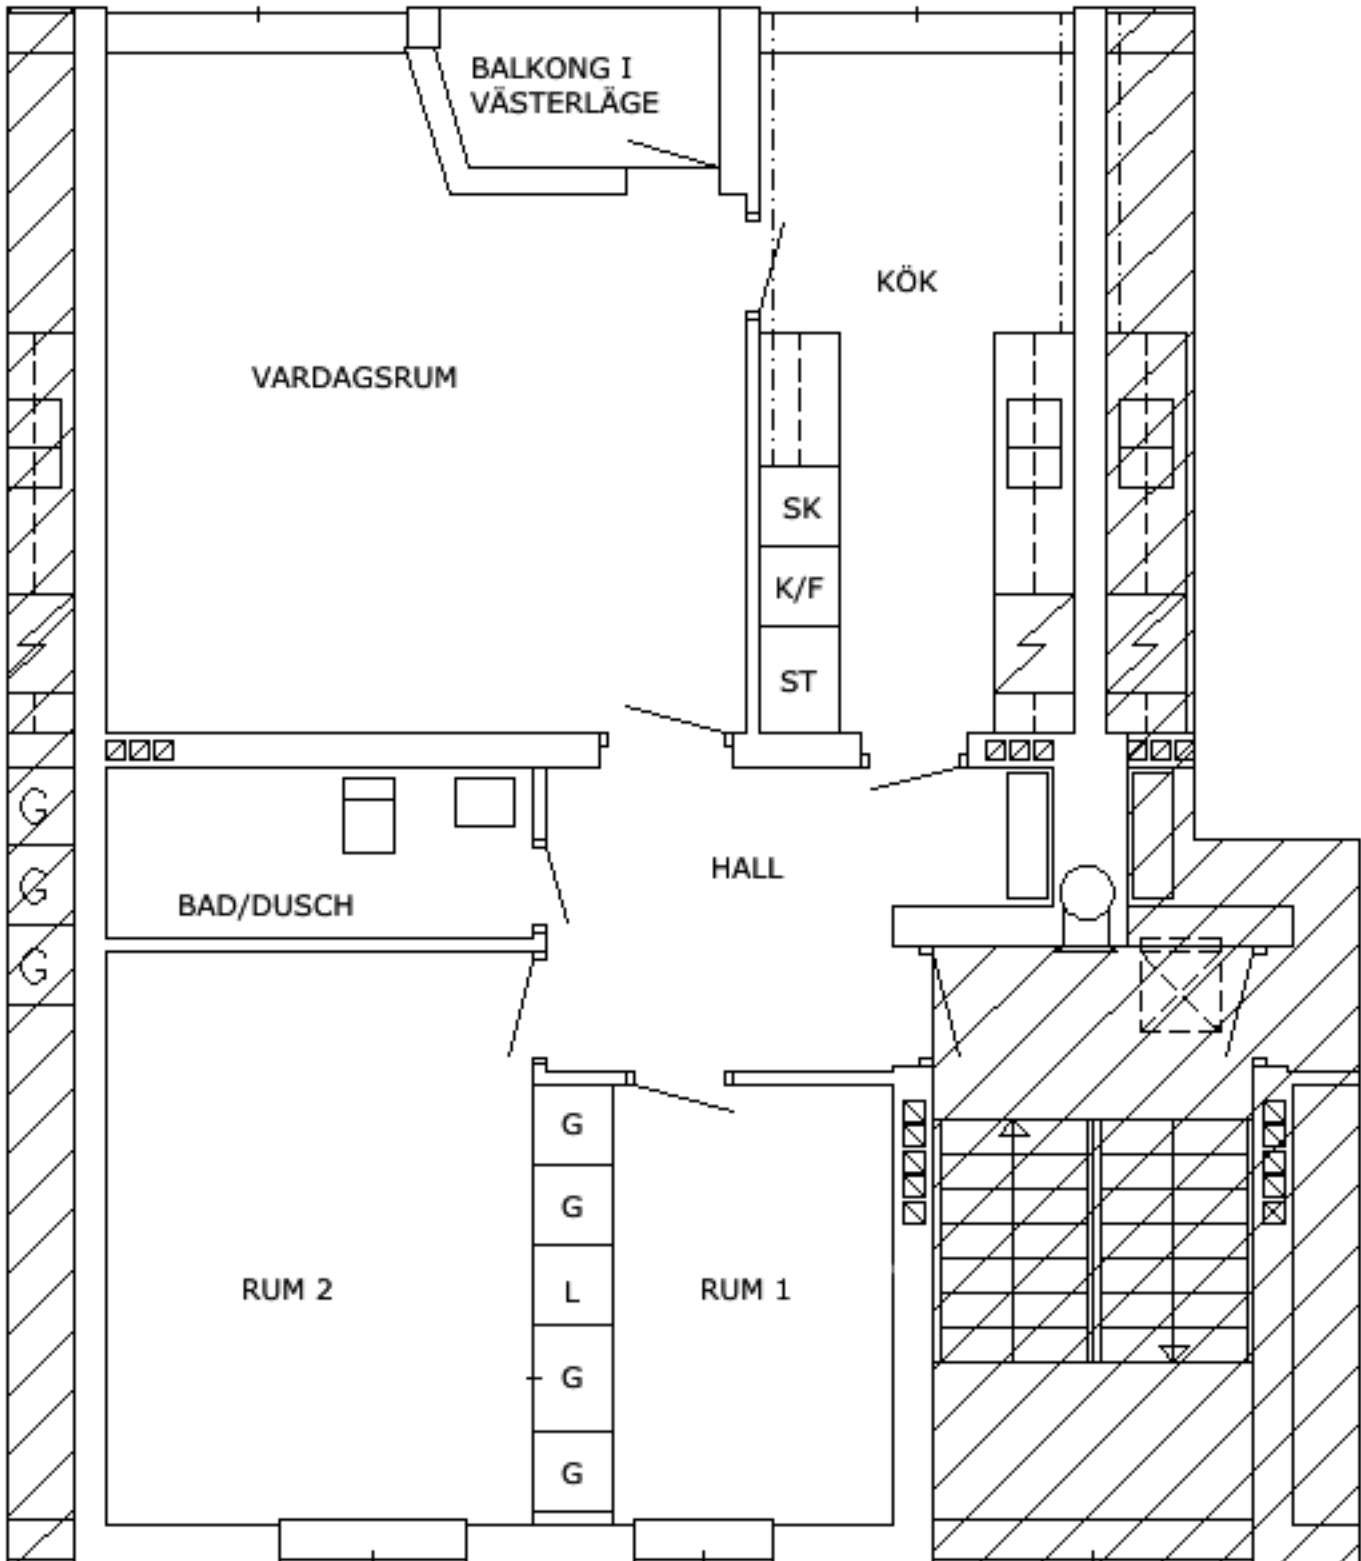 BALKONG I
VÄSTERLÄGE
KÖK
VARDAGSRUM
SK
K/F
ST
G
G
G
HALL
BAD/DUSCH
G
G
L
G
G
RUM 2
RUM 1